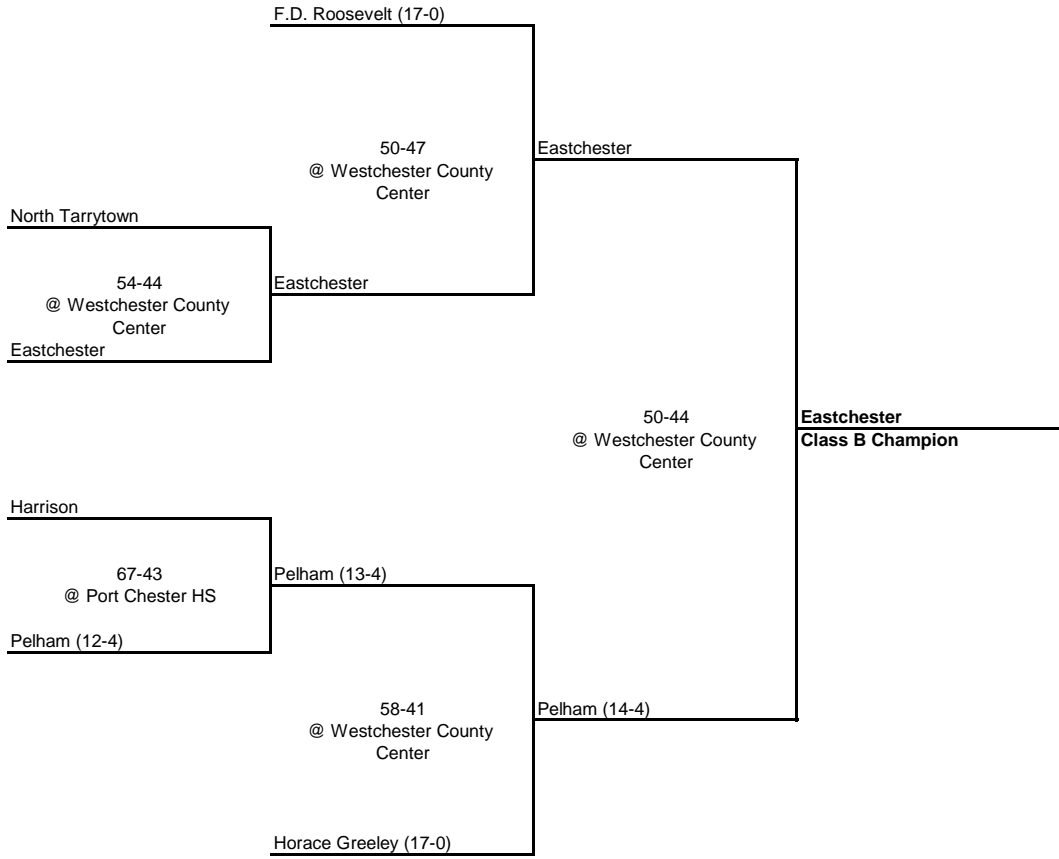 F.D. Roosevelt (17-0)
50-47
@ Westchester County
Center
Eastchester
North Tarrytown
54-44
@ Westchester County
Center
Eastchester
Eastchester
50-44
@ Westchester County
Center
Eastchester
Class B Champion
Harrison
67-43
@ Port Chester HS
Pelham (13-4)
Pelham (12-4)
58-41
@ Westchester County
Center
Pelham (14-4)
Horace Greeley (17-0)